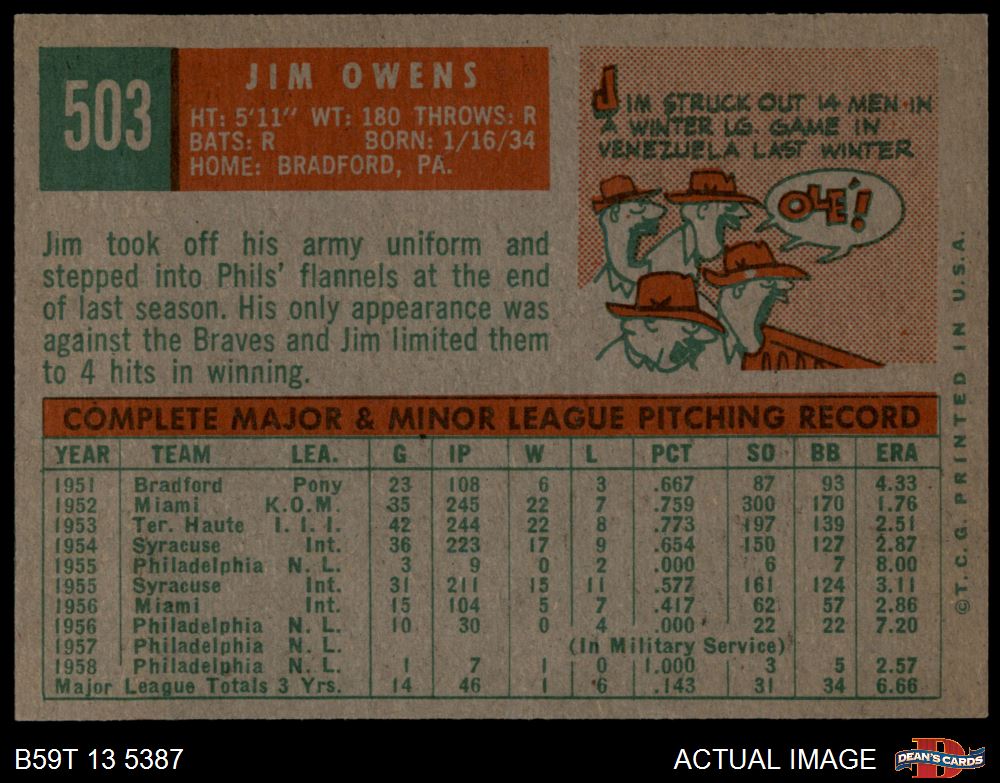 503
JIM OWENS
HT: 5'11" WT: 180 THROWS: R
BATS: R BORN: 1/16/34
HOME: BRADFORD, PA.
JIM STRUCK OUT 14 MEN IN
A WINTER LG. GAME IN
VENEZUELA LAST WINTER
OLÉ!
Jim took off his army uniform and
stepped into Phils' flannels at the end
of last season. His only appearance was
against the Braves and Jim limited them
to 4 hits in winning.
COMPLETE MAJOR & MINOR LEAGUE PITCHING RECORD
YEAR TEAM LEA. G IP W L PCT SO BB ERA
1951 Bradford Pony 23 108 6 3 .667 87 93 4.33
1952 Miami K.O.M. 35 245 22 7 .759 300 170 1.76
1953 Ter. Haute I. I. I. 42 244 22 8 .773 197 139 2.51
1954 Syracuse Int. 36 223 17 9 .654 150 127 2.87
1955 Philadelphia N. L. 3 9 0 2 .000 6 7 8.00
1955 Syracuse Int. 31 211 15 11 .577 161 124 3.11
1956 Miami Int. 15 104 5 7 .417 62 57 2.86
1956 Philadelphia N. L. 10 30 0 4 .000 22 22 7.20
1957 Philadelphia N. L. (In Military Service)
1958 Philadelphia N. L. 1 7 1 0 1.000 3 5 2.57
Major League Totals 3 Yrs. 14 46 1 6 .143 31 34 6.66
© T. C. G. PRINTED IN U.S.A.
B59T 13 5387
ACTUAL IMAGE
D
DEAN'S CARDS